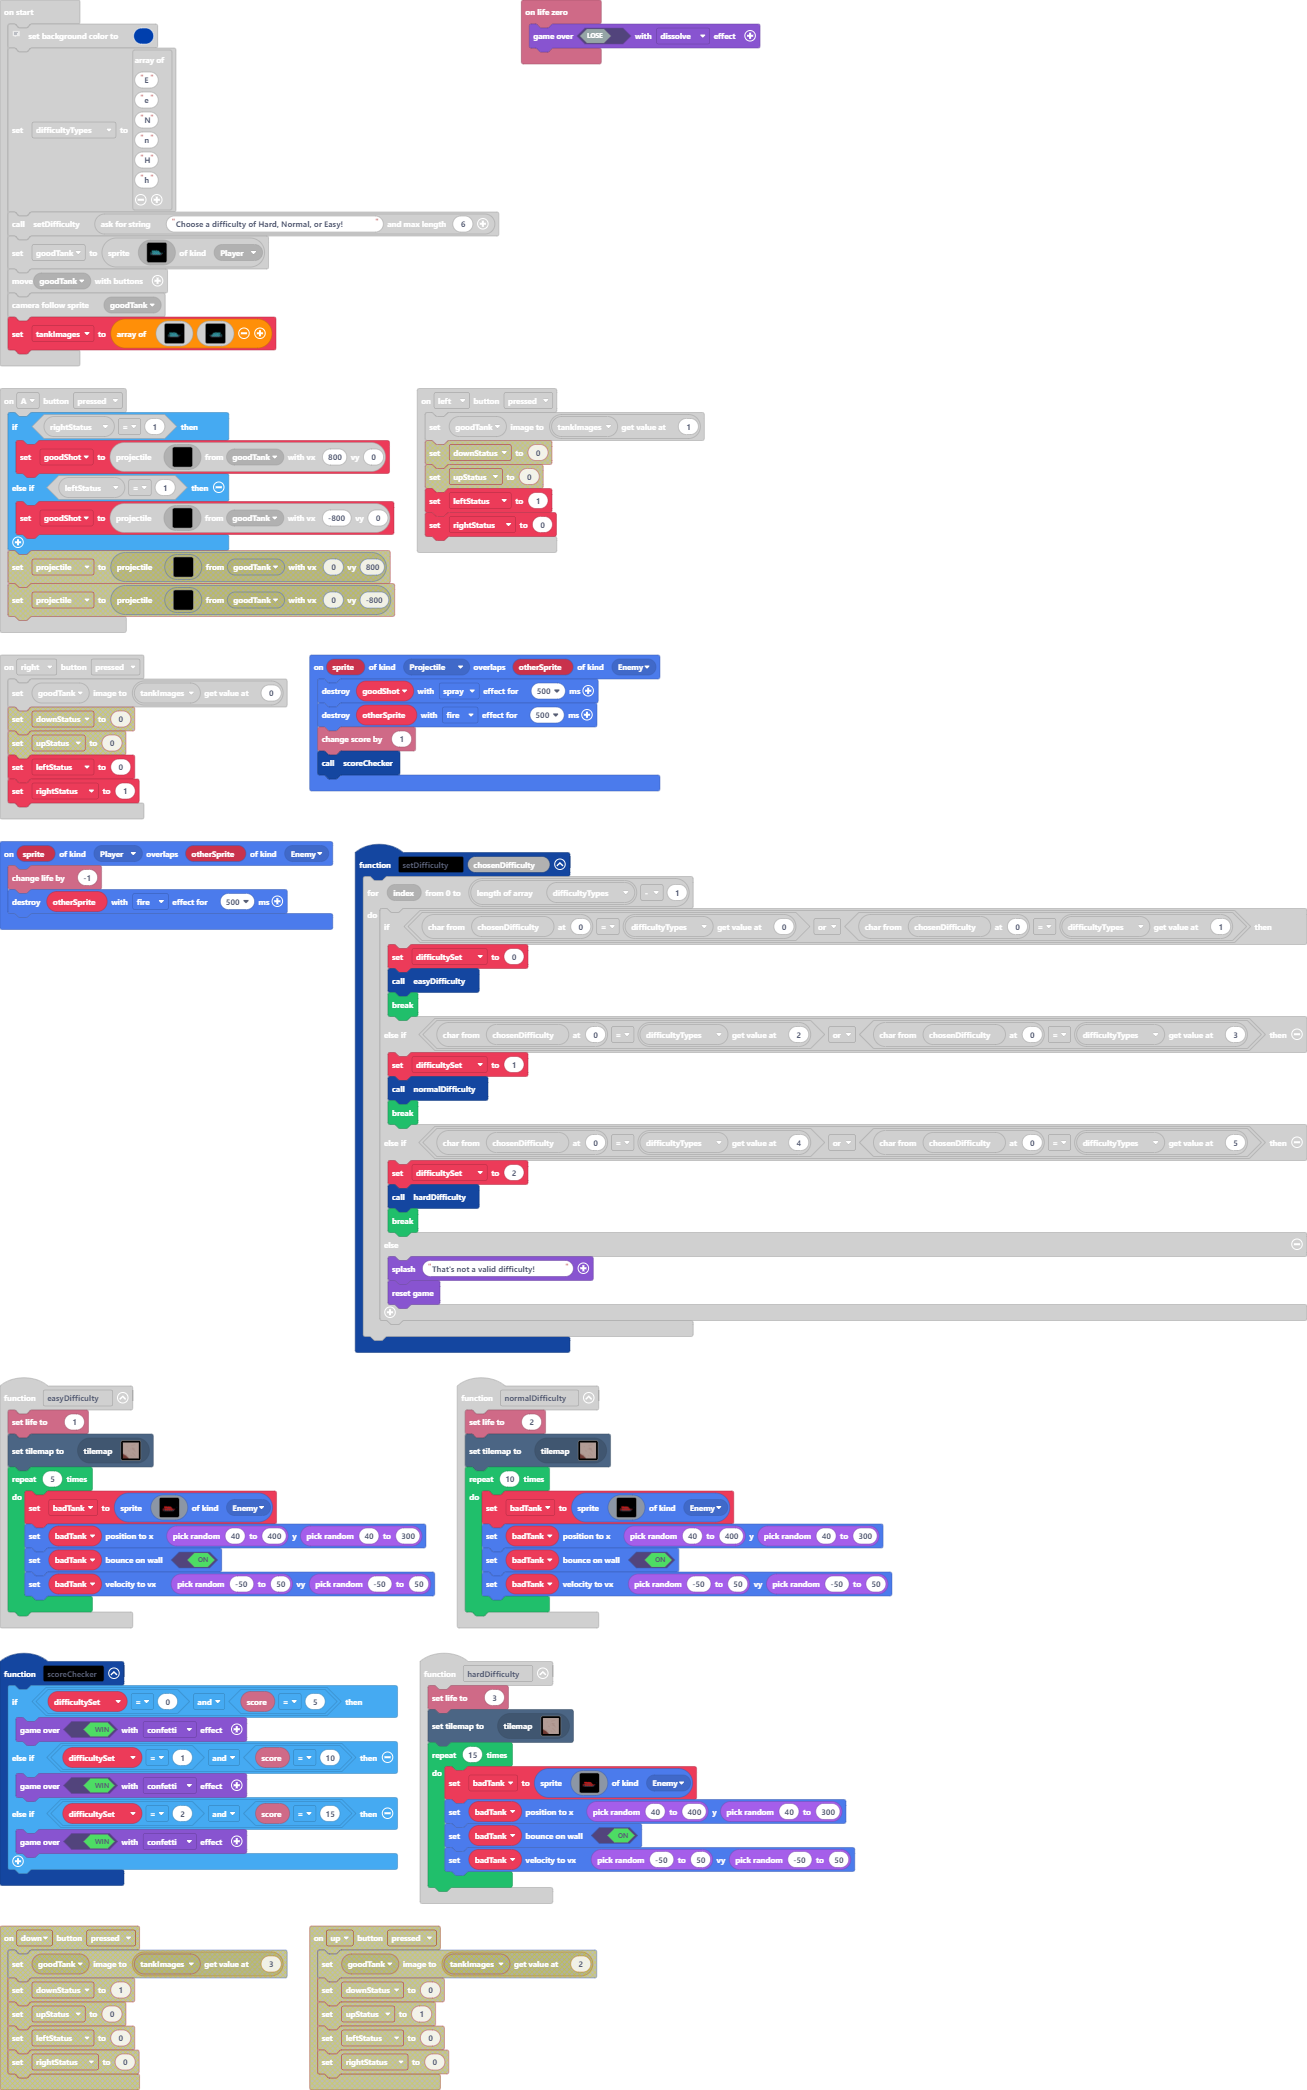 on start
set background color to
set difficultyTypes to array of "E" "e" "N" "n" "H" "h"
call setDifficulty ask for string "Choose a difficulty of Hard, Normal, or Easy!" and max length 6
set goodTank to sprite of kind Player
move goodTank with buttons
camera follow sprite goodTank
set tankImages to array of
on life zero
game over LOSE with dissolve effect
on A button pressed
if rightStatus = 1 then
set goodShot to projectile from goodTank with vx 800 vy 0
else if leftStatus = 1 then
set goodShot to projectile from goodTank with vx -800 vy 0
set projectile to projectile from goodTank with vx 0 vy 800
set projectile to projectile from goodTank with vx 0 vy -800
on left button pressed
set goodTank image to tankImages get value at 1
set downStatus to 0
set upStatus to 0
set leftStatus to 1
set rightStatus to 0
on right button pressed
set goodTank image to tankImages get value at 0
set downStatus to 0
set upStatus to 0
set leftStatus to 0
set rightStatus to 1
on sprite of kind Projectile overlaps otherSprite of kind Enemy
destroy goodShot with spray effect for 500 ms
destroy otherSprite with fire effect for 500 ms
change score by 1
call scoreChecker
on sprite of kind Player overlaps otherSprite of kind Enemy
change life by -1
destroy otherSprite with fire effect for 500 ms
function setDifficulty chosenDifficulty
for index from 0 to length of array difficultyTypes - 1
do
if char from chosenDifficulty at 0 = difficultyTypes get value at 0 or char from chosenDifficulty at 0 = difficultyTypes get value at 1 then
set difficultySet to 0
call easyDifficulty
break
else if char from chosenDifficulty at 0 = difficultyTypes get value at 2 or char from chosenDifficulty at 0 = difficultyTypes get value at 3 then
set difficultySet to 1
call normalDifficulty
break
else if char from chosenDifficulty at 0 = difficultyTypes get value at 4 or char from chosenDifficulty at 0 = difficultyTypes get value at 5 then
set difficultySet to 2
call hardDifficulty
break
else
splash "That's not a valid difficulty!"
reset game
function easyDifficulty
set life to 1
set tilemap to tilemap
repeat 5 times
do
set badTank to sprite of kind Enemy
set badTank position to x pick random 40 to 400 y pick random 40 to 300
set badTank bounce on wall ON
set badTank velocity to vx pick random -50 to 50 vy pick random -50 to 50
function normalDifficulty
set life to 2
set tilemap to tilemap
repeat 10 times
do
set badTank to sprite of kind Enemy
set badTank position to x pick random 40 to 400 y pick random 40 to 300
set badTank bounce on wall ON
set badTank velocity to vx pick random -50 to 50 vy pick random -50 to 50
function scoreChecker
if difficultySet = 0 and score = 5 then
game over WIN with confetti effect
else if difficultySet = 1 and score = 10 then
game over WIN with confetti effect
else if difficultySet = 2 and score = 15 then
game over WIN with confetti effect
function hardDifficulty
set life to 3
set tilemap to tilemap
repeat 15 times
do
set badTank to sprite of kind Enemy
set badTank position to x pick random 40 to 400 y pick random 40 to 300
set badTank bounce on wall ON
set badTank velocity to vx pick random -50 to 50 vy pick random -50 to 50
on down button pressed
set goodTank image to tankImages get value at 3
set downStatus to 1
set upStatus to 0
set leftStatus to 0
set rightStatus to 0
on up button pressed
set goodTank image to tankImages get value at 2
set downStatus to 0
set upStatus to 1
set leftStatus to 0
set rightStatus to 0